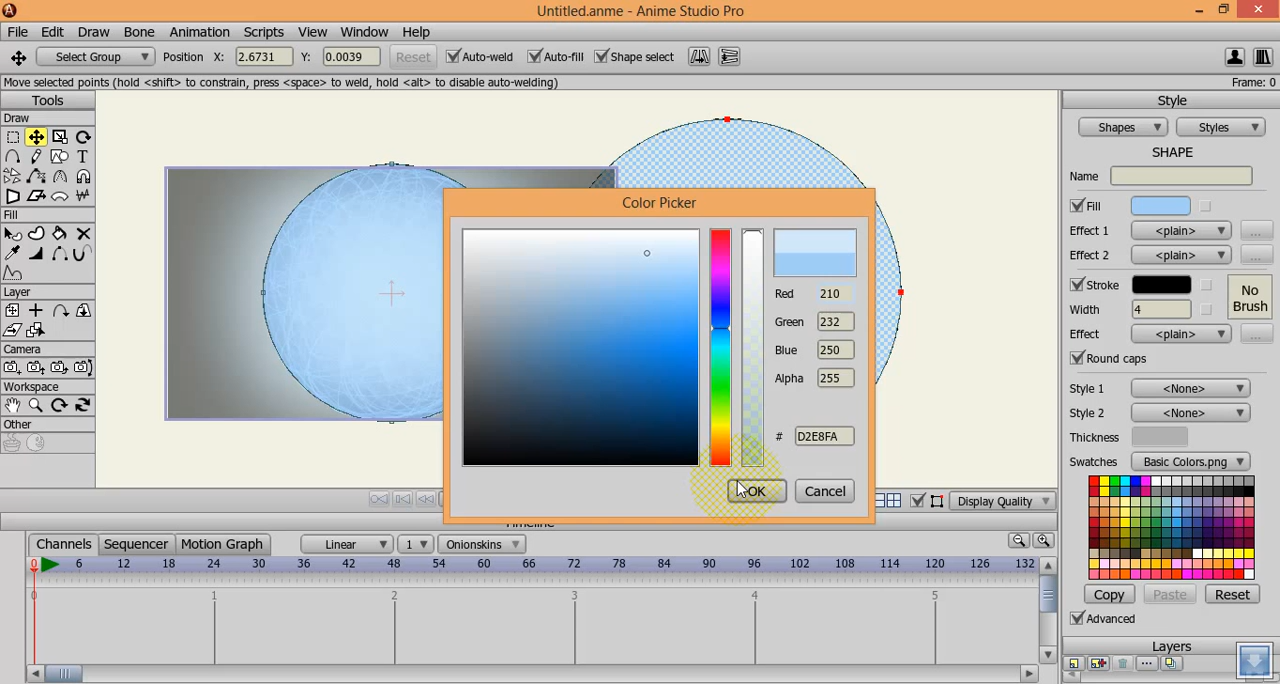 Untitled.anme - Anime Studio Pro
File Edit Draw Bone Animation Scripts View Window Help
Select Group Position X: 2.6731 Y: 0.0039 Reset Auto-weld Auto-fill Shape select
Move selected points (hold <shift> to constrain, press <space> to weld, hold <alt> to disable auto-welding) Frame: 0
Tools
Draw
T
Fill
Layer
Camera
Workspace
Other
Style
Shapes Styles
SHAPE
Name
Fill
Effect 1 <plain> ...
Effect 2 <plain> ...
Stroke
Width 4
No
Brush
Effect <plain> ...
Round caps
Style 1 <None>
Style 2 <None>
Thickness
Swatches Basic Colors.png
Copy Paste Reset
Advanced
Layers
Color Picker
Red 210
Green 232
Blue 250
Alpha 255
# D2E8FA
OK Cancel
Display Quality
Channels Sequencer Motion Graph Linear 1 Onionskins
0 6 12 18 24 30 36 42 48 54 60 66 72 78 84 90 96 102 108 114 120 126 132
0 1 2 3 4 5